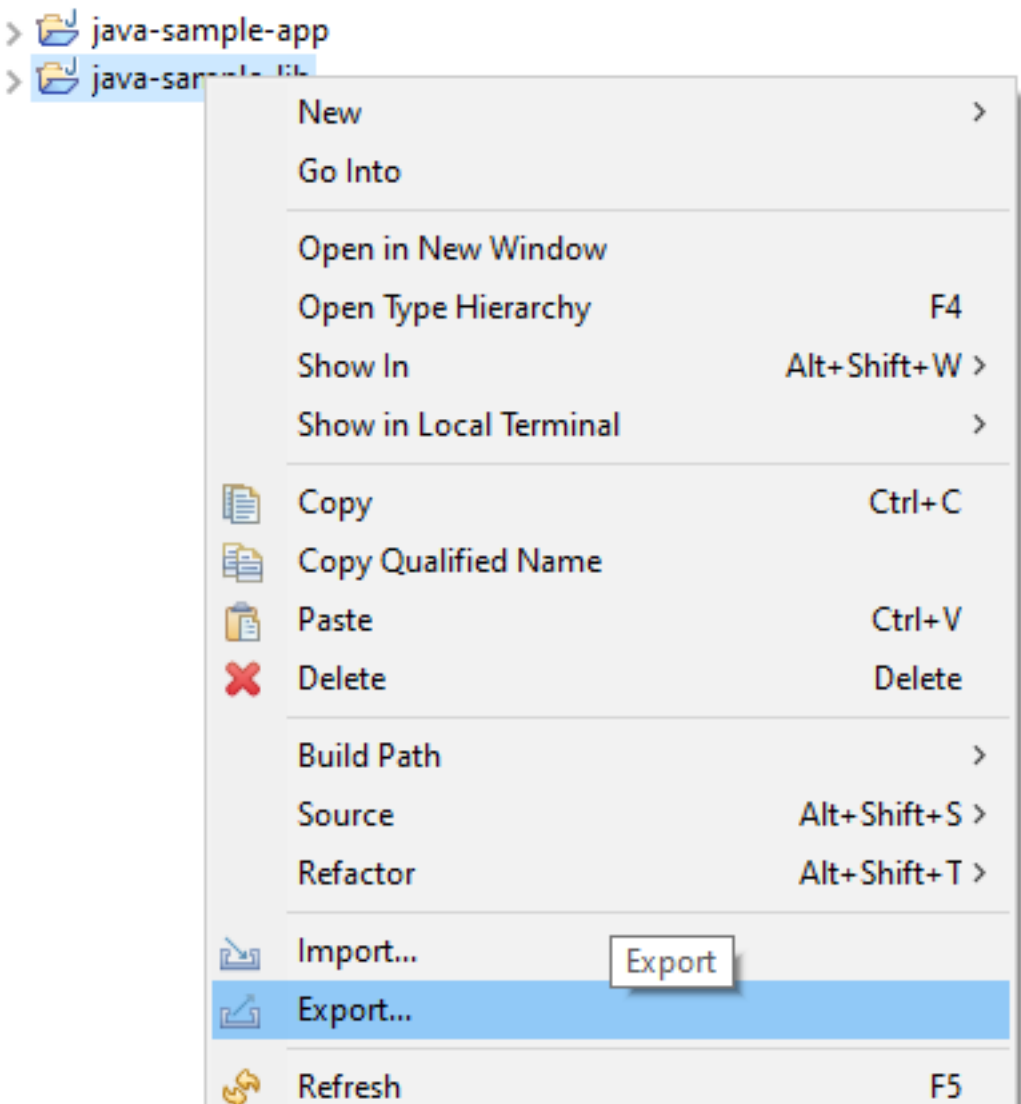 java-sample-app
java-sample-lib
New
Go Into
Open in New Window
Open Type Hierarchy F4
Show In Alt+Shift+W
Show in Local Terminal
Copy Ctrl+C
Copy Qualified Name
Paste Ctrl+V
Delete Delete
Build Path
Source Alt+Shift+S
Refactor Alt+Shift+T
Import...
Export
Export...
Refresh F5